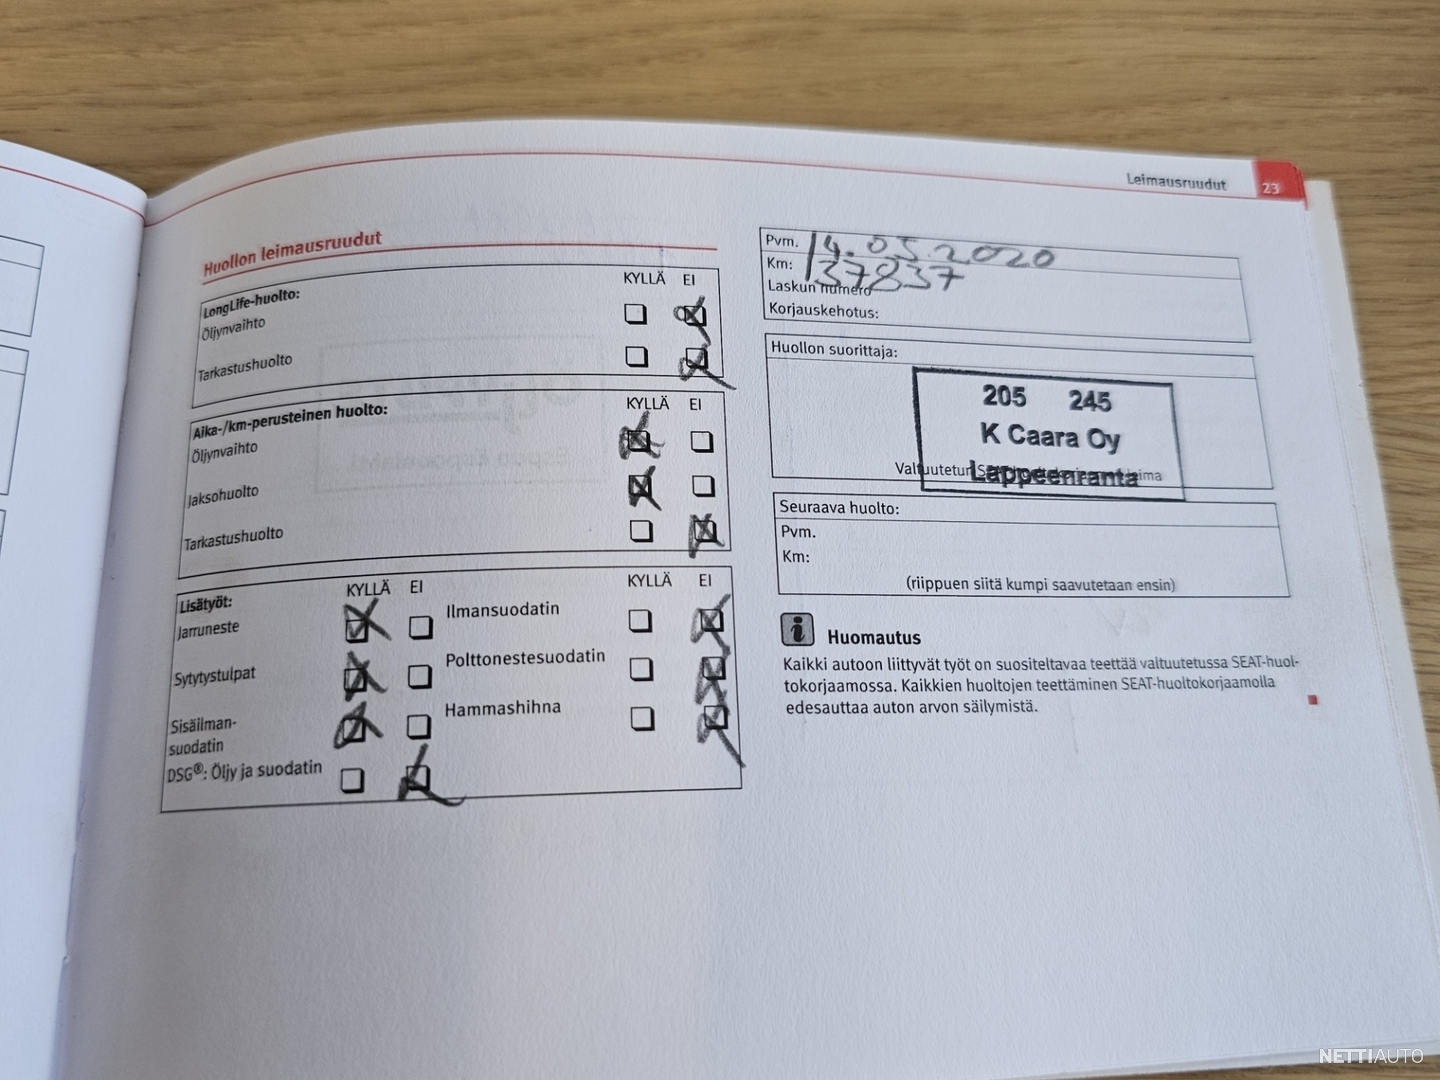 Leimausruudut 23
Huollon leimausruudut
KYLLÄ EI
LongLife-huolto:
Öljynvaihto
Tarkastushuolto
KYLLÄ EI
Aika-/km-perusteinen huolto:
Öljynvaihto
Jaksohuolto
Tarkastushuolto
KYLLÄ EI KYLLÄ EI
Lisätyöt:
Jarruneste Ilmansuodatin
Sytytystulpat Polttonestesuodatin
Sisäilman- Hammashihna
suodatin
DSG®: Öljy ja suodatin
Pvm. 14.05.2020
Km: 137837
Laskun numero
Korjauskehotus:
Huollon suorittaja:
205 245
K Caara Oy
Lappeenranta
Seuraava huolto:
Pvm.
Km:
(riippuen siitä kumpi saavutetaan ensin)
i Huomautus
Kaikki autoon liittyvät työt on suositeltavaa teettää valtuutetussa SEAT-huol-
tokorjaamossa. Kaikkien huoltojen teettäminen SEAT-huoltokorjaamolla
edesauttaa auton arvon säilymistä.
NETTIAUTO